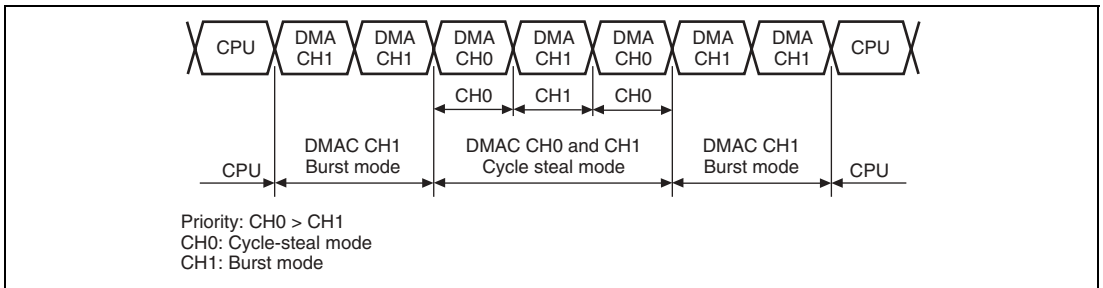 CPU DMA CH1 DMA CH1 DMA CH0 DMA CH1 DMA CH0 DMA CH1 DMA CH1 CPU
CH0 CH1 CH0
DMAC CH1 Burst mode
DMAC CH0 and CH1 Cycle steal mode
DMAC CH1 Burst mode
CPU
CPU
Priority: CH0 > CH1
CH0: Cycle-steal mode
CH1: Burst mode